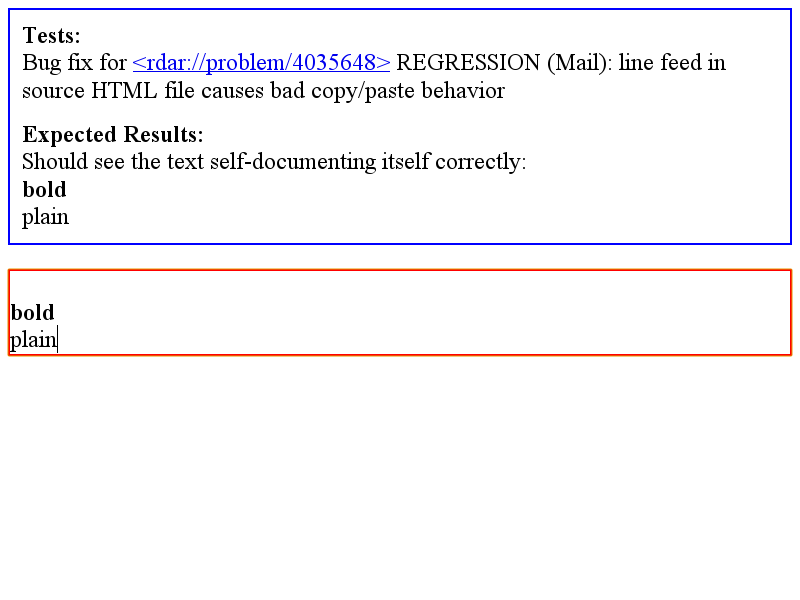 Tests:
Bug fix for <rdar://problem/4035648> REGRESSION (Mail): line feed in
source HTML file causes bad copy/paste behavior
Expected Results:
Should see the text self-documenting itself correctly:
bold
plain
bold
plain